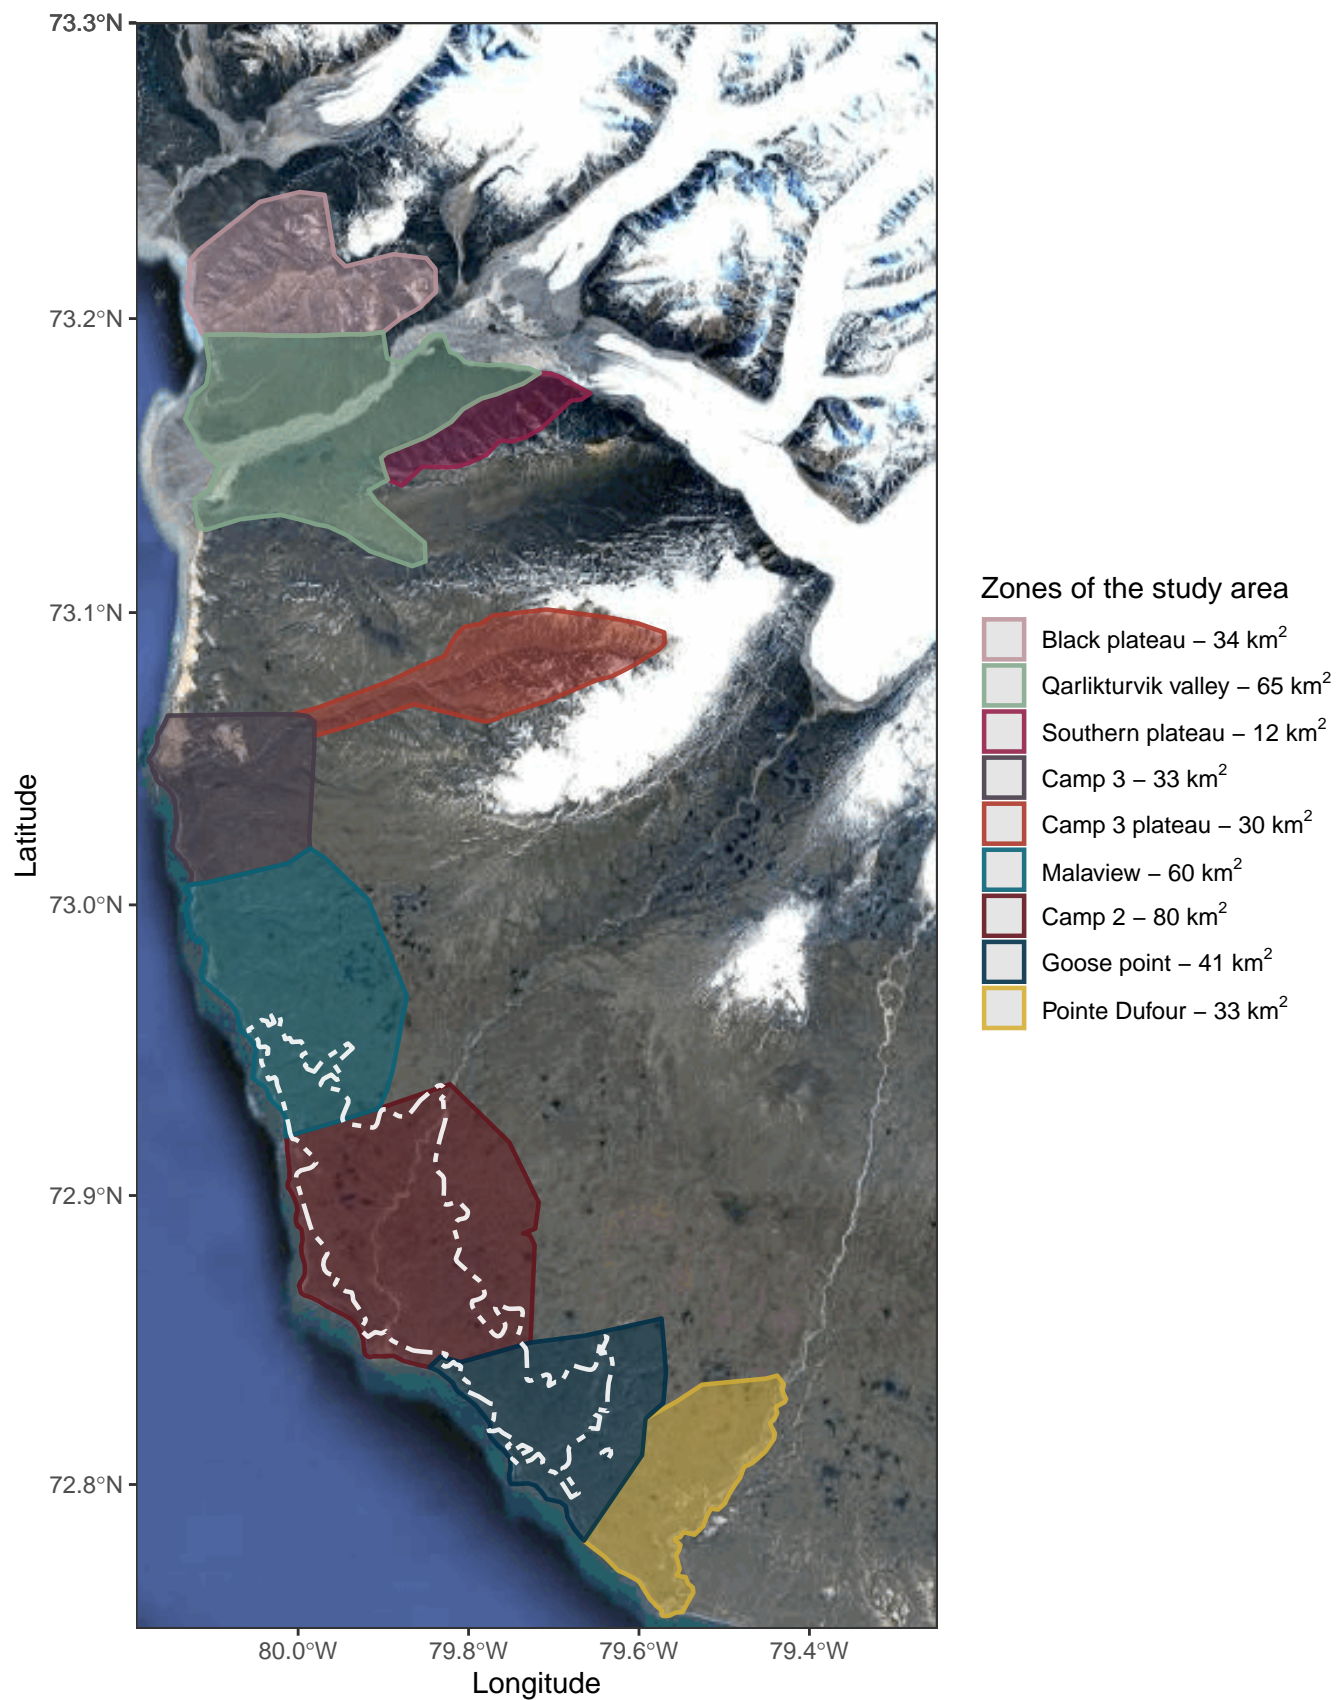 73.3°N
73.2°N
73.1°N
73.0°N
72.9°N
72.8°N
Latitude
80.0°W 79.8°W 79.6°W 79.4°W
Longitude
Zones of the study area
Black plateau – 34 km²
Qarlikturvik valley – 65 km²
Southern plateau – 12 km²
Camp 3 – 33 km²
Camp 3 plateau – 30 km²
Malaview – 60 km²
Camp 2 – 80 km²
Goose point – 41 km²
Pointe Dufour – 33 km²